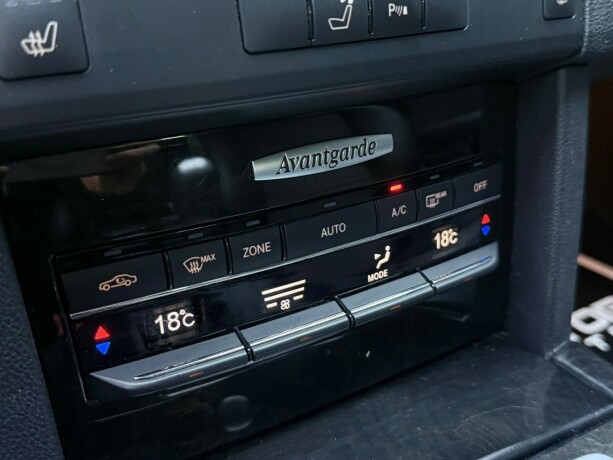 P
Avantgarde
MAX
ZONE
AUTO
A/C
REAR
OFF
18°C
MODE
18°C